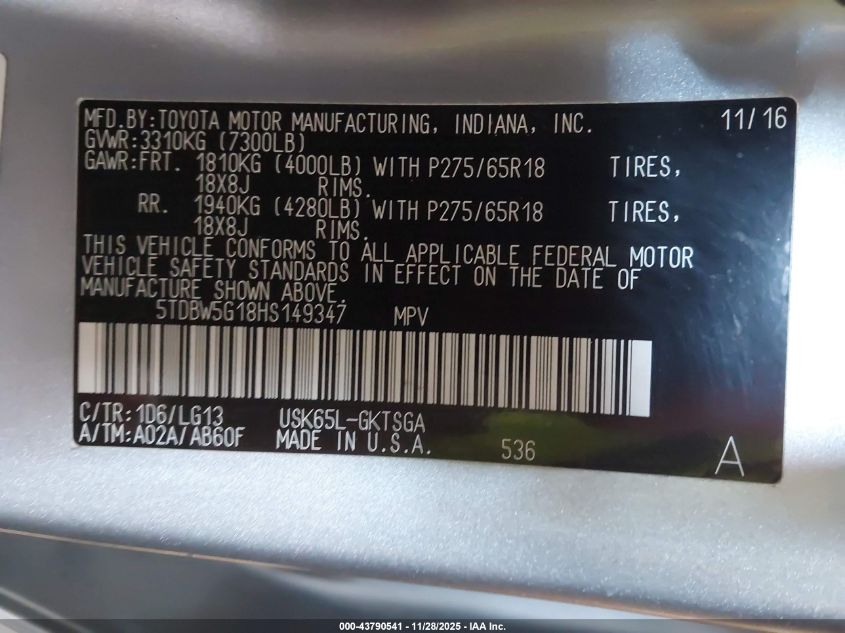 MFD.BY:TOYOTA MOTOR MANUFACTURING, INDIANA, INC. 11/16
GVWR:3310KG (7300LB)
GAWR:FRT. 1810KG (4000LB) WITH P275/65R18 TIRES,
18X8J RIMS.
RR. 1940KG (4280LB) WITH P275/65R18 TIRES,
18X8J RIMS.
THIS VEHICLE CONFORMS TO ALL APPLICABLE FEDERAL MOTOR
VEHICLE SAFETY STANDARDS IN EFFECT ON THE DATE OF
MANUFACTURE SHOWN ABOVE.
5TDBW5G18HS149347 MPV
C/TR:1D6/LG13 USK65L-GKTSGA
A/TM:A02A/AB60F MADE IN U.S.A. 536 A
000-43790541 - 11/28/2025 - IAA Inc.